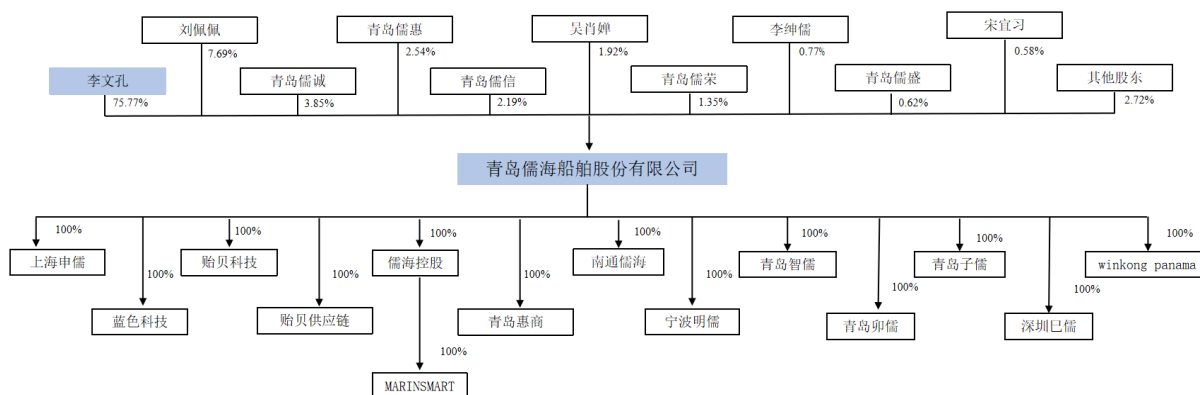 刘佩佩
青岛儒惠
吴肖婵
李绅儒
宋宜习
7.69%
2.54%
1.92%
0.77%
0.58%
李文孔
青岛儒诚
青岛儒信
青岛儒荣
青岛儒盛
其他股东
75.77%
3.85%
2.19%
1.35%
0.62%
2.72%
青岛儒海船舶股份有限公司
100%
100%
100%
100%
100%
100%
100%
上海申儒
贻贝科技
儒海控股
南通儒海
青岛智儒
青岛子儒
winkong panama
100%
100%
100%
100%
100%
100%
蓝色科技
贻贝供应链
青岛惠商
宁波明儒
青岛卯儒
深圳巳儒
100%
MARINSMART